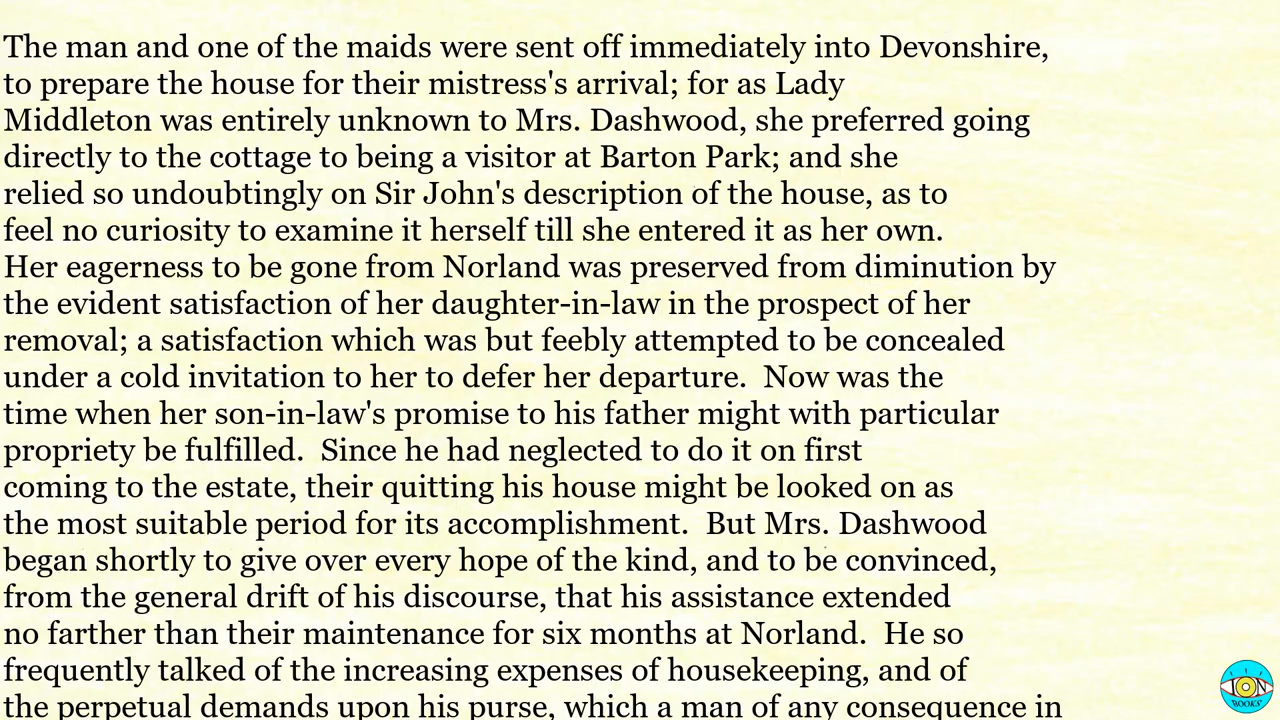 The man and one of the maids were sent off immediately into Devonshire,
to prepare the house for their mistress's arrival; for as Lady
Middleton was entirely unknown to Mrs. Dashwood, she preferred going
directly to the cottage to being a visitor at Barton Park; and she
relied so undoubtingly on Sir John's description of the house, as to
feel no curiosity to examine it herself till she entered it as her own.
Her eagerness to be gone from Norland was preserved from diminution by
the evident satisfaction of her daughter-in-law in the prospect of her
removal; a satisfaction which was but feebly attempted to be concealed
under a cold invitation to her to defer her departure.  Now was the
time when her son-in-law's promise to his father might with particular
propriety be fulfilled.  Since he had neglected to do it on first
coming to the estate, their quitting his house might be looked on as
the most suitable period for its accomplishment.  But Mrs. Dashwood
began shortly to give over every hope of the kind, and to be convinced,
from the general drift of his discourse, that his assistance extended
no farther than their maintenance for six months at Norland.  He so
frequently talked of the increasing expenses of housekeeping, and of
the perpetual demands upon his purse, which a man of any consequence in
ION
BOOKS